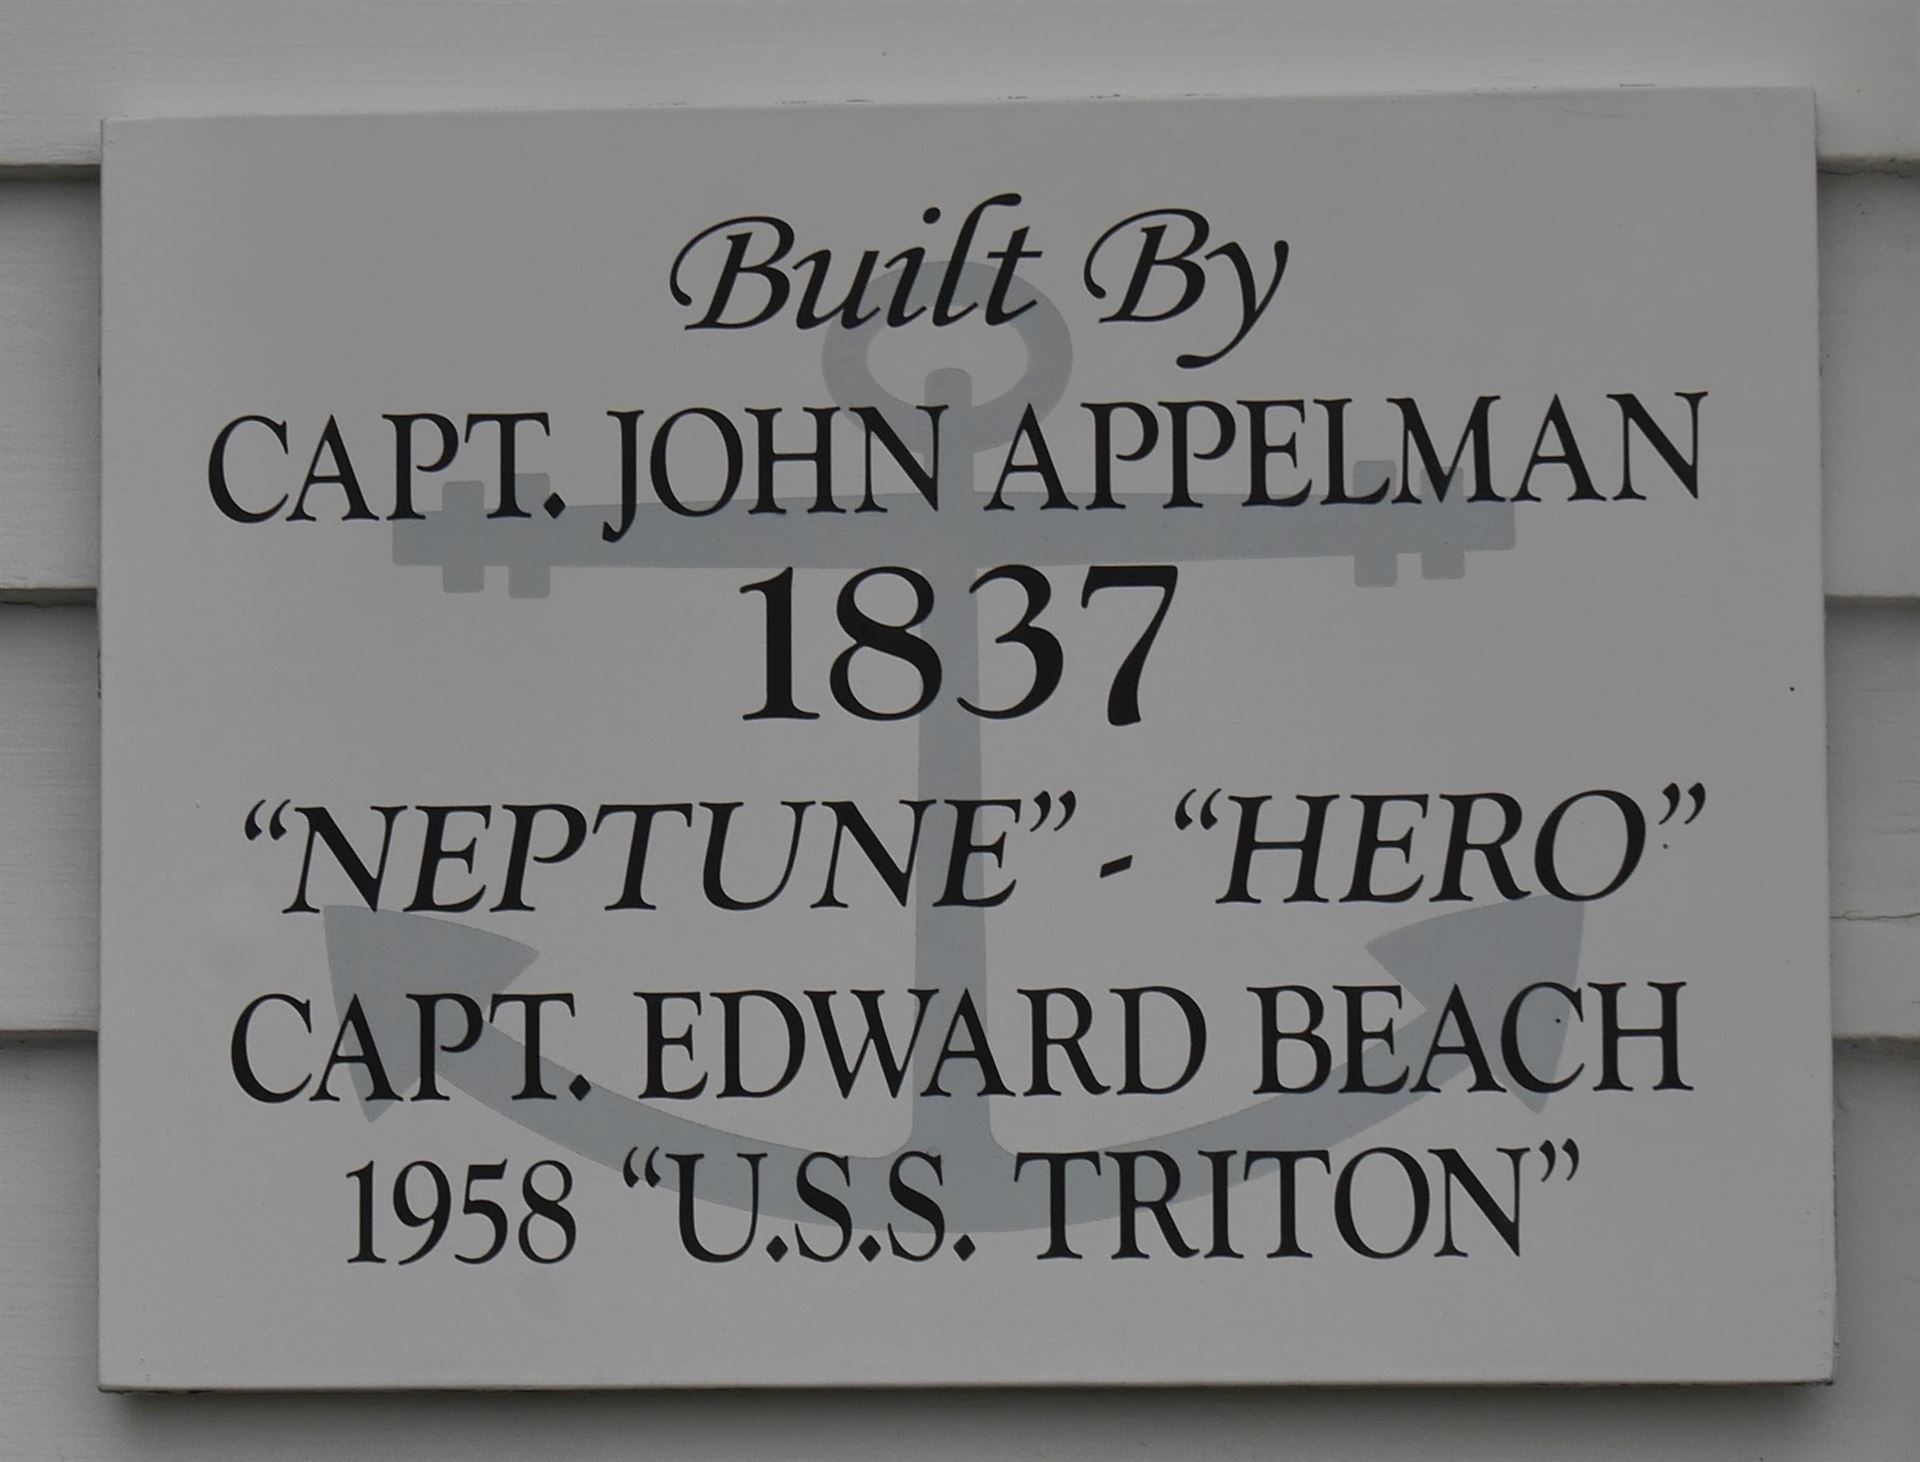 Built By
CAPT. JOHN APPELMAN
1837
“NEPTUNE” - “HERO”
CAPT. EDWARD BEACH
1958 “U.S.S. TRITON”